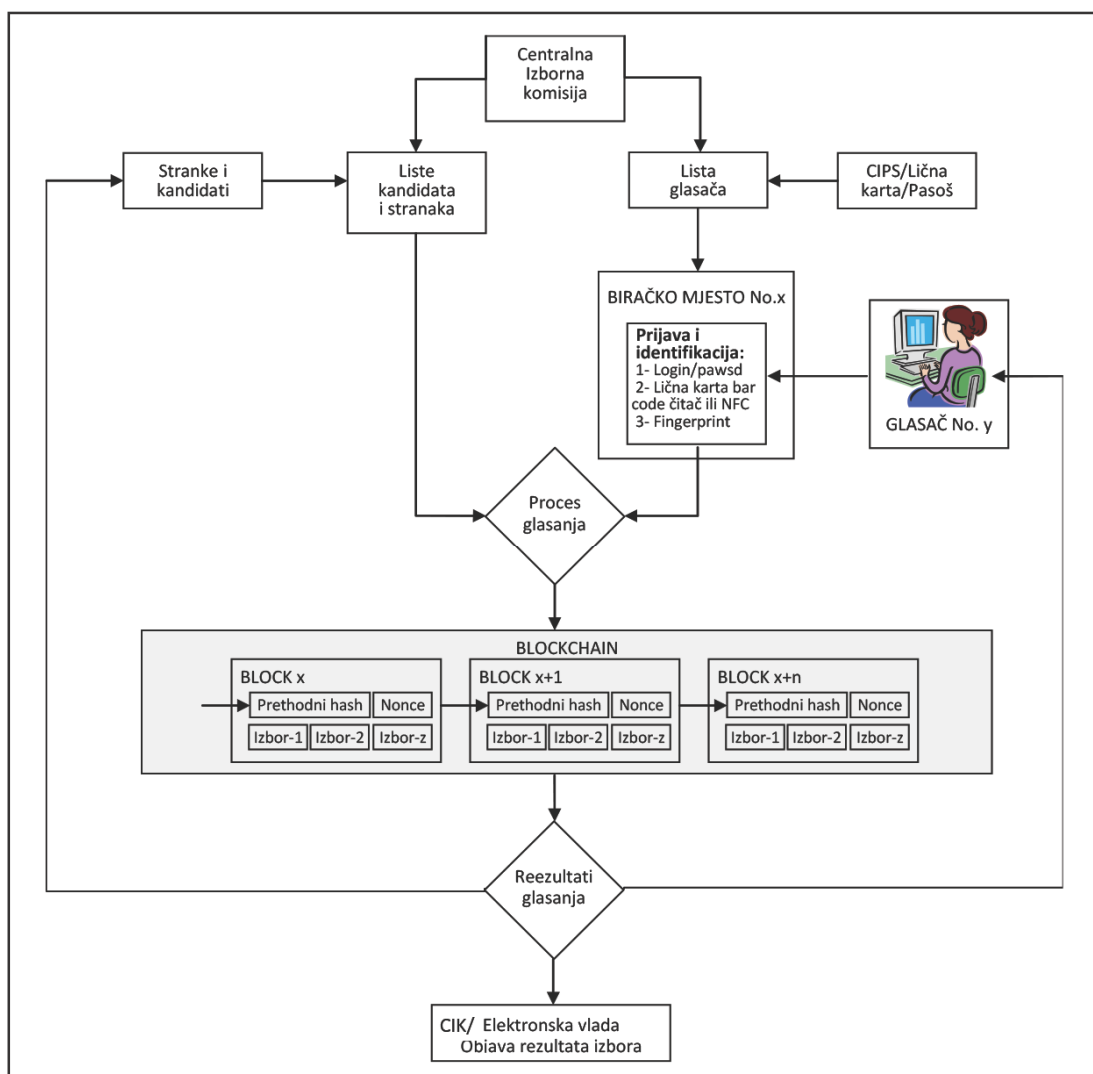 Centralna
Izborna
komisija
Stranke i
kandidati
Liste
kandidata
i stranaka
Lista
glasača
CIPS/Lična
karta/Pasoš
BIRAČKO MJESTO No.x
Prijava i
identifikacija:
1- Login/pawsd
2- Lična karta bar
code čitač ili NFC
3- Fingerprint
GLASAČ No. y
Proces
glasanja
BLOCKCHAIN
BLOCK x
Prethodni hash Nonce
Izbor-1 Izbor-2 Izbor-z
BLOCK x+1
Prethodni hash Nonce
Izbor-1 Izbor-2 Izbor-z
BLOCK x+n
Prethodni hash Nonce
Izbor-1 Izbor-2 Izbor-z
Reezultati
glasanja
CIK/ Elektronska vlada
Objava rezultata izbora